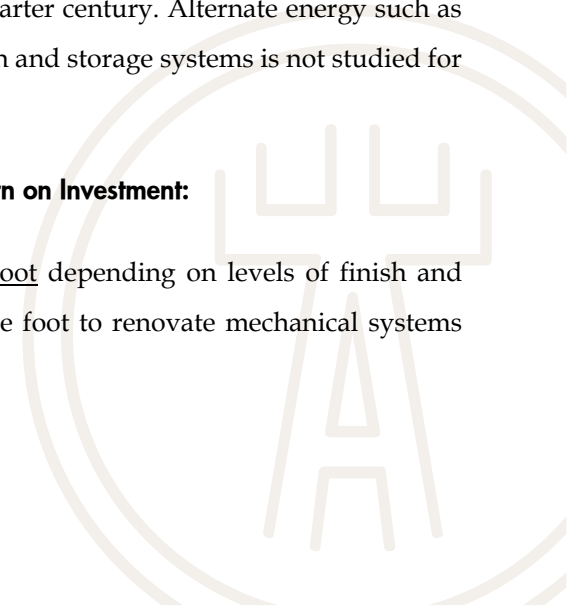 arter century. Alternate energy such as
and storage systems is not studied for
rn on Investment:
oot depending on levels of finish and
e foot to renovate mechanical systems